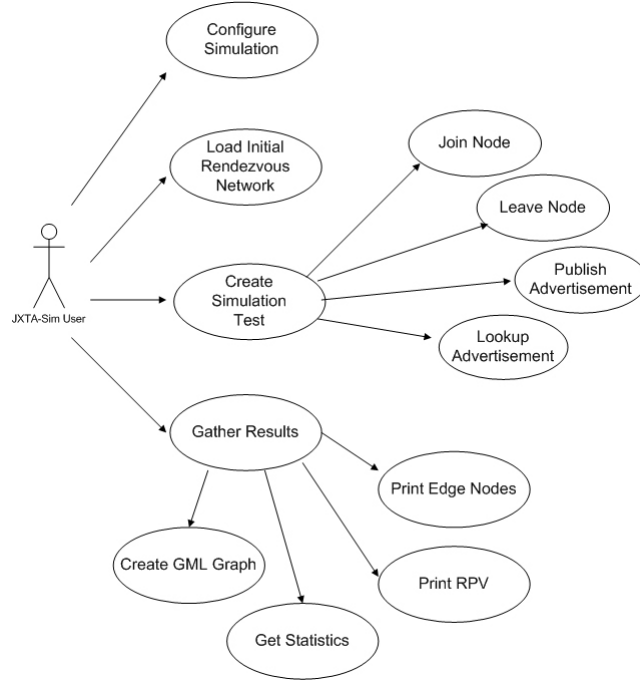 Configure
Simulation
Load Initial
Rendezvous
Network
Join Node
Leave Node
Publish
Advertisement
Create
Simulation
Test
Lookup
Advertisement
JXTA-Sim User
Gather Results
Print Edge Nodes
Create GML Graph
Print RPV
Get Statistics